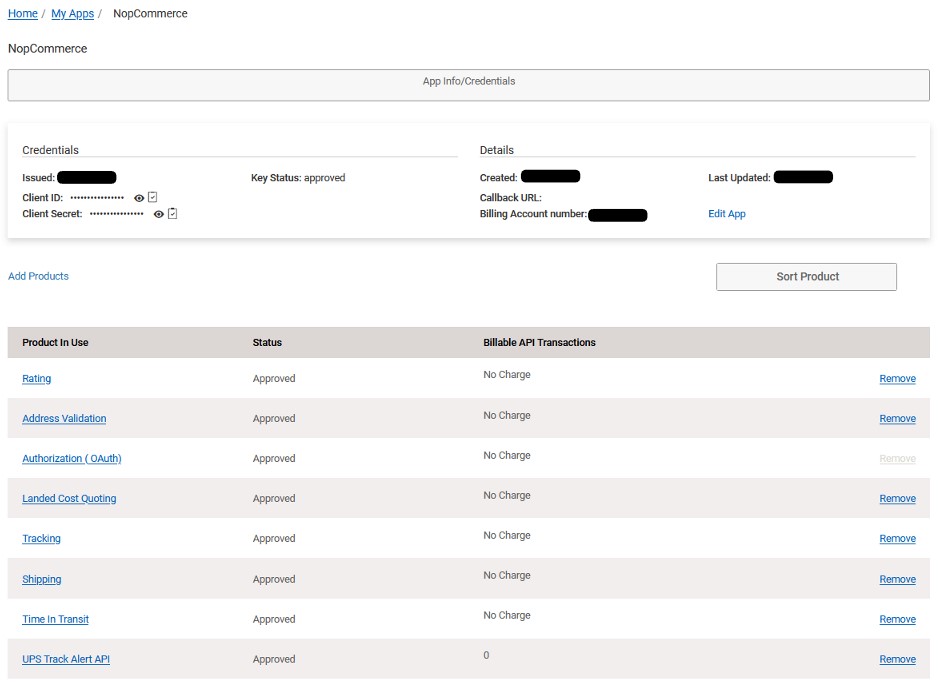 Home / My Apps / NopCommerce
NopCommerce
App Info/Credentials
Credentials
Issued:
Key Status: approved
Client ID: ••••••••••••••••
Client Secret: ••••••••••••••••
Details
Created:
Last Updated:
Callback URL:
Billing Account number:
Edit App
Add Products
Sort Product
Product In Use Status Billable API Transactions
Rating Approved No Charge Remove
Address Validation Approved No Charge Remove
Authorization ( OAuth) Approved No Charge Remove
Landed Cost Quoting Approved No Charge Remove
Tracking Approved No Charge Remove
Shipping Approved No Charge Remove
Time In Transit Approved No Charge Remove
UPS Track Alert API Approved 0 Remove